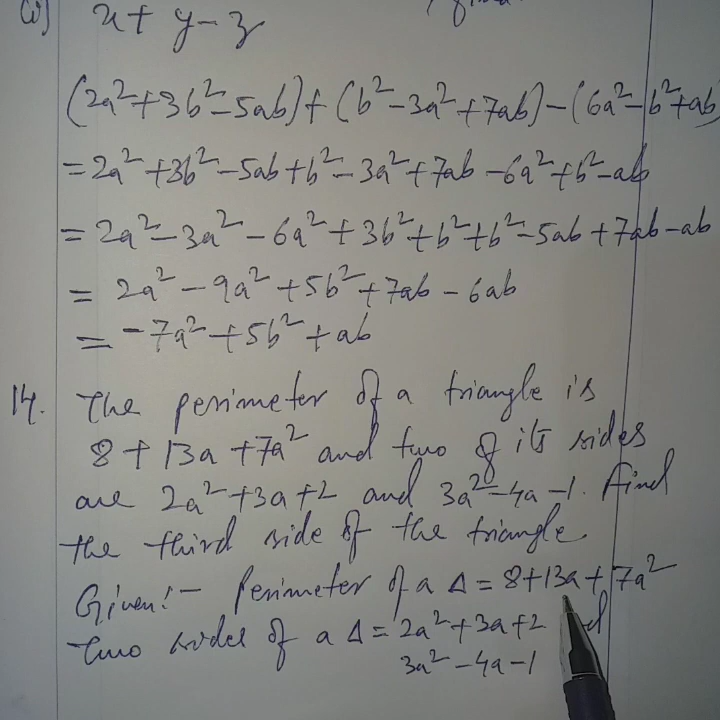 x + y - z
(2a²+3b²-5ab)+(b²-3a²+7ab)-(6a²-b²+ab)
= 2a²+3b²-5ab+b²-3a²+7ab-6a²+b²-ab
= 2a²-3a²-6a²+3b²+b²+b²-5ab+7ab-ab
= 2a²-9a²+5b²+7ab-6ab
= -7a²+5b²+ab
14. The perimeter of a triangle is
8+13a+7a² and two of its sides
are 2a²+3a+2 and 3a²-4a-1. Find
the third side of the triangle.
Given:- Perimeter of a Δ = 8+13a+7a²
Two sides of a Δ = 2a²+3a+2
3a²-4a-1